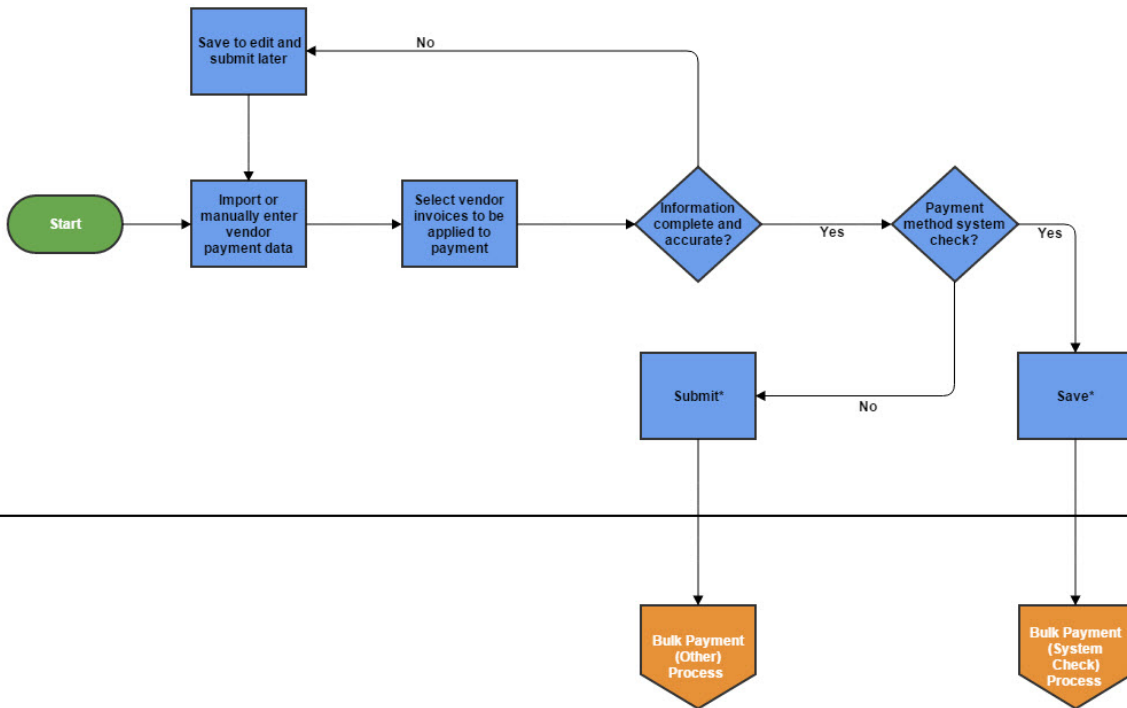 Save to edit and
submit later
No
Start
Import or
manually enter
vendor
payment data
Select vendor
invoices to be
applied to
payment
Information
complete and
accurate?
Yes
Payment
method system
check?
Yes
Submit*
No
Save*
Bulk Payment
(Other)
Process
Bulk Payment
(System
Check)
Process